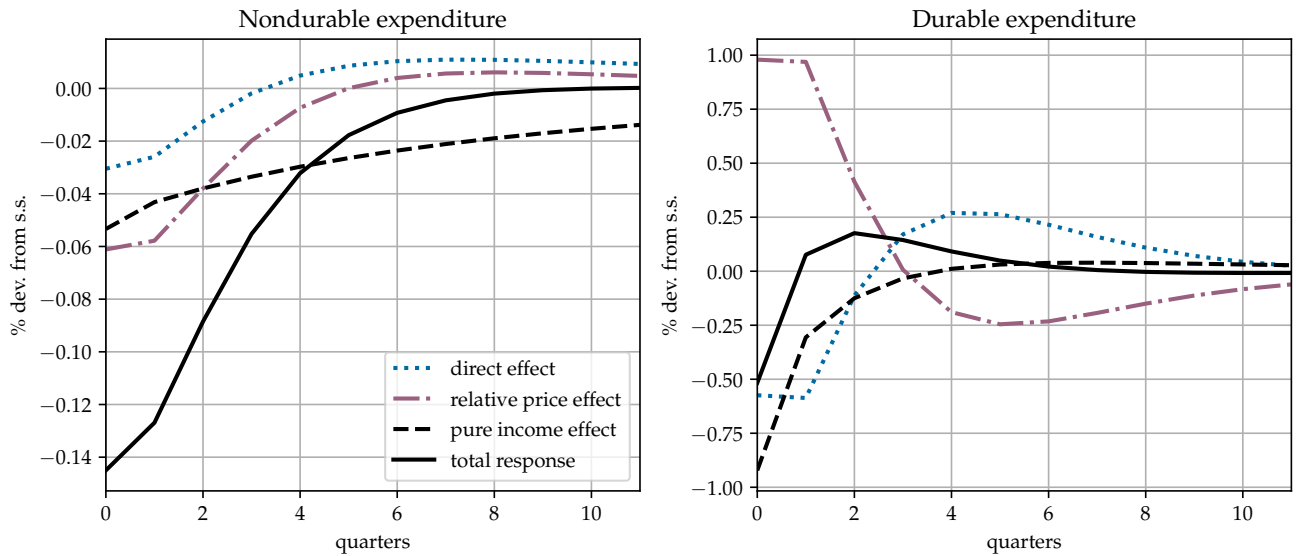 Nondurable expenditure
% dev. from s.s.
0.00
−0.02
−0.04
−0.06
−0.08
−0.10
−0.12
−0.14
0 2 4 6 8 10
quarters
direct effect
relative price effect
pure income effect
total response
Durable expenditure
% dev. from s.s.
1.00
0.75
0.50
0.25
0.00
−0.25
−0.50
−0.75
−1.00
0 2 4 6 8 10
quarters